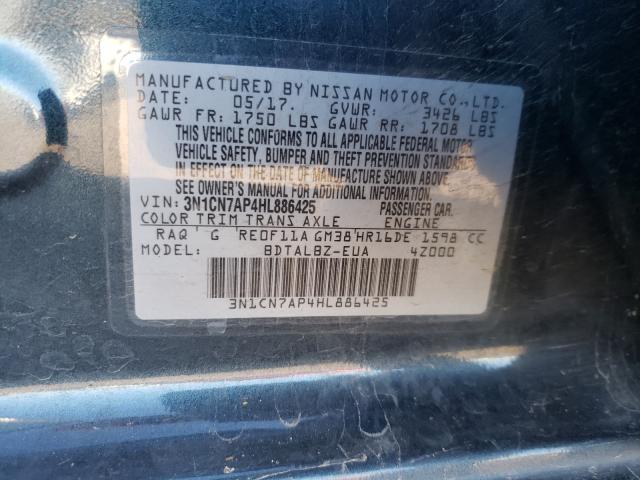 MANUFACTURED BY NISSAN MOTOR CO., LTD.
DATE: 05/17. GVWR: 3426 LBS
GAWR FR: 1750 LBS GAWR RR: 1708 LBS
THIS VEHICLE CONFORMS TO ALL APPLICABLE FEDERAL MOTOR
VEHICLE SAFETY, BUMPER AND THEFT PREVENTION STANDARDS
IN EFFECT ON THE DATE OF MANUFACTURE SHOWN ABOVE.
SEE OWNER'S MANUAL FOR ADDITIONAL INFORMATION.
VIN: 3N1CN7AP4HL886425 PASSENGER CAR.
COLOR TRIM TRANS AXLE ENGINE
RAQ' G 'RE0F11A GM38'HR16DE 1598 CC
MODEL: BDTALBZ-EUA 4Z000
3N1CN7AP4HL886425